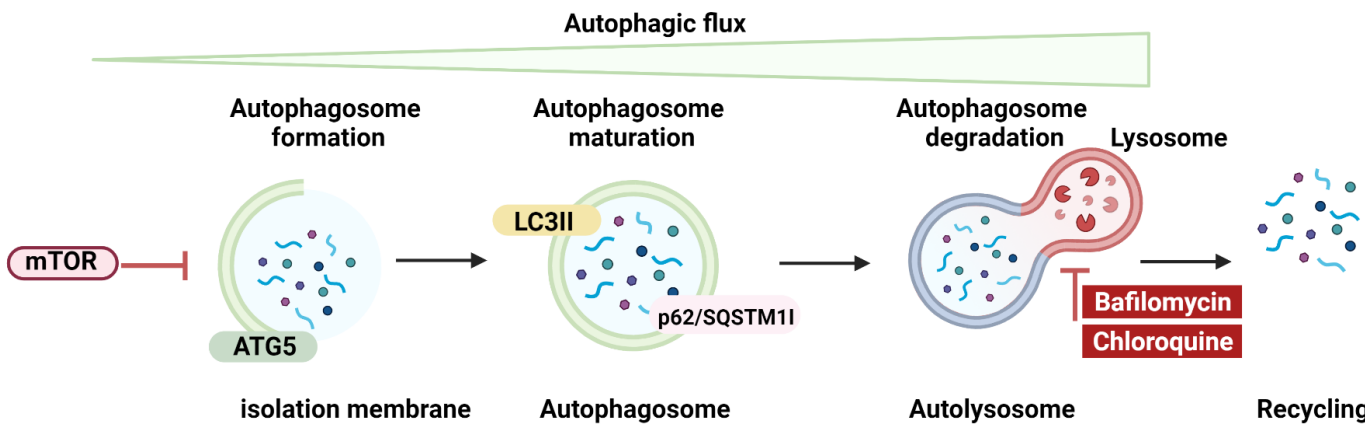 Autophagic flux
Autophagosome
formation
Autophagosome
maturation
Autophagosome
degradation
Lysosome
mTOR
ATG5
LC3II
p62/SQSTM1I
Bafilomycin
Chloroquine
isolation membrane
Autophagosome
Autolysosome
Recycling